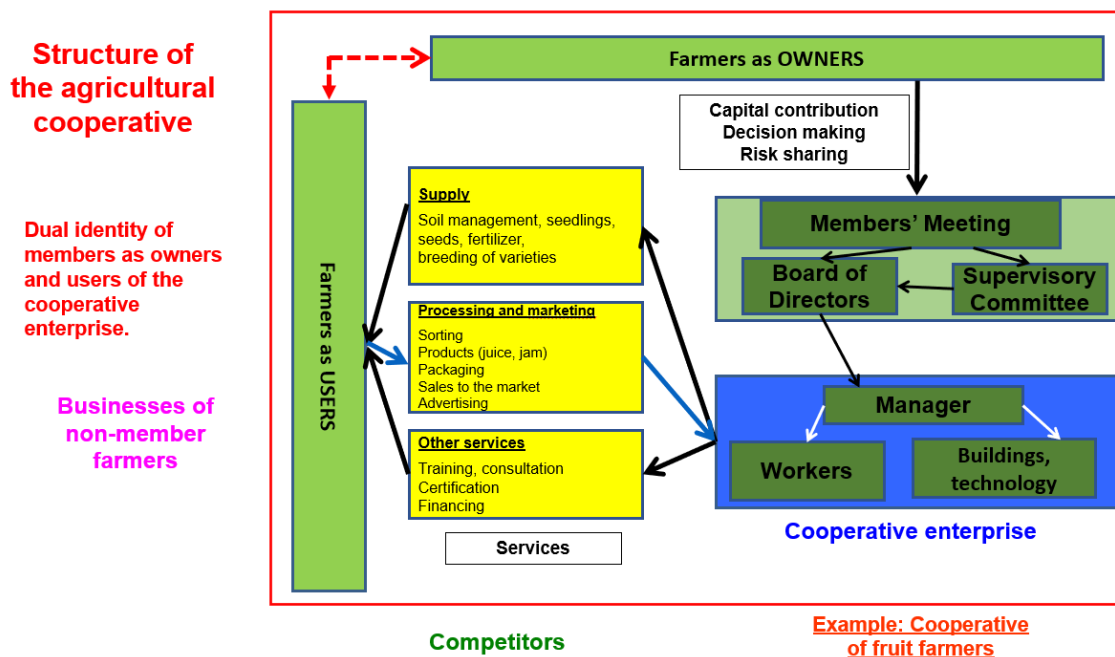 Structure of
the agricultural
cooperative
Farmers as OWNERS
Capital contribution
Decision making
Risk sharing
Dual identity of
members as owners
and users of the
cooperative
enterprise.
Businesses of
non-member
farmers
Farmers as USERS
Supply
Soil management, seedlings,
seeds, fertilizer,
breeding of varieties
Processing and marketing
Sorting
Products (juice, jam)
Packaging
Sales to the market
Advertising
Other services
Training, consultation
Certification
Financing
Services
Members’ Meeting
Board of
Directors
Supervisory
Committee
Manager
Workers
Buildings,
technology
Cooperative enterprise
Competitors
Example: Cooperative
of fruit farmers